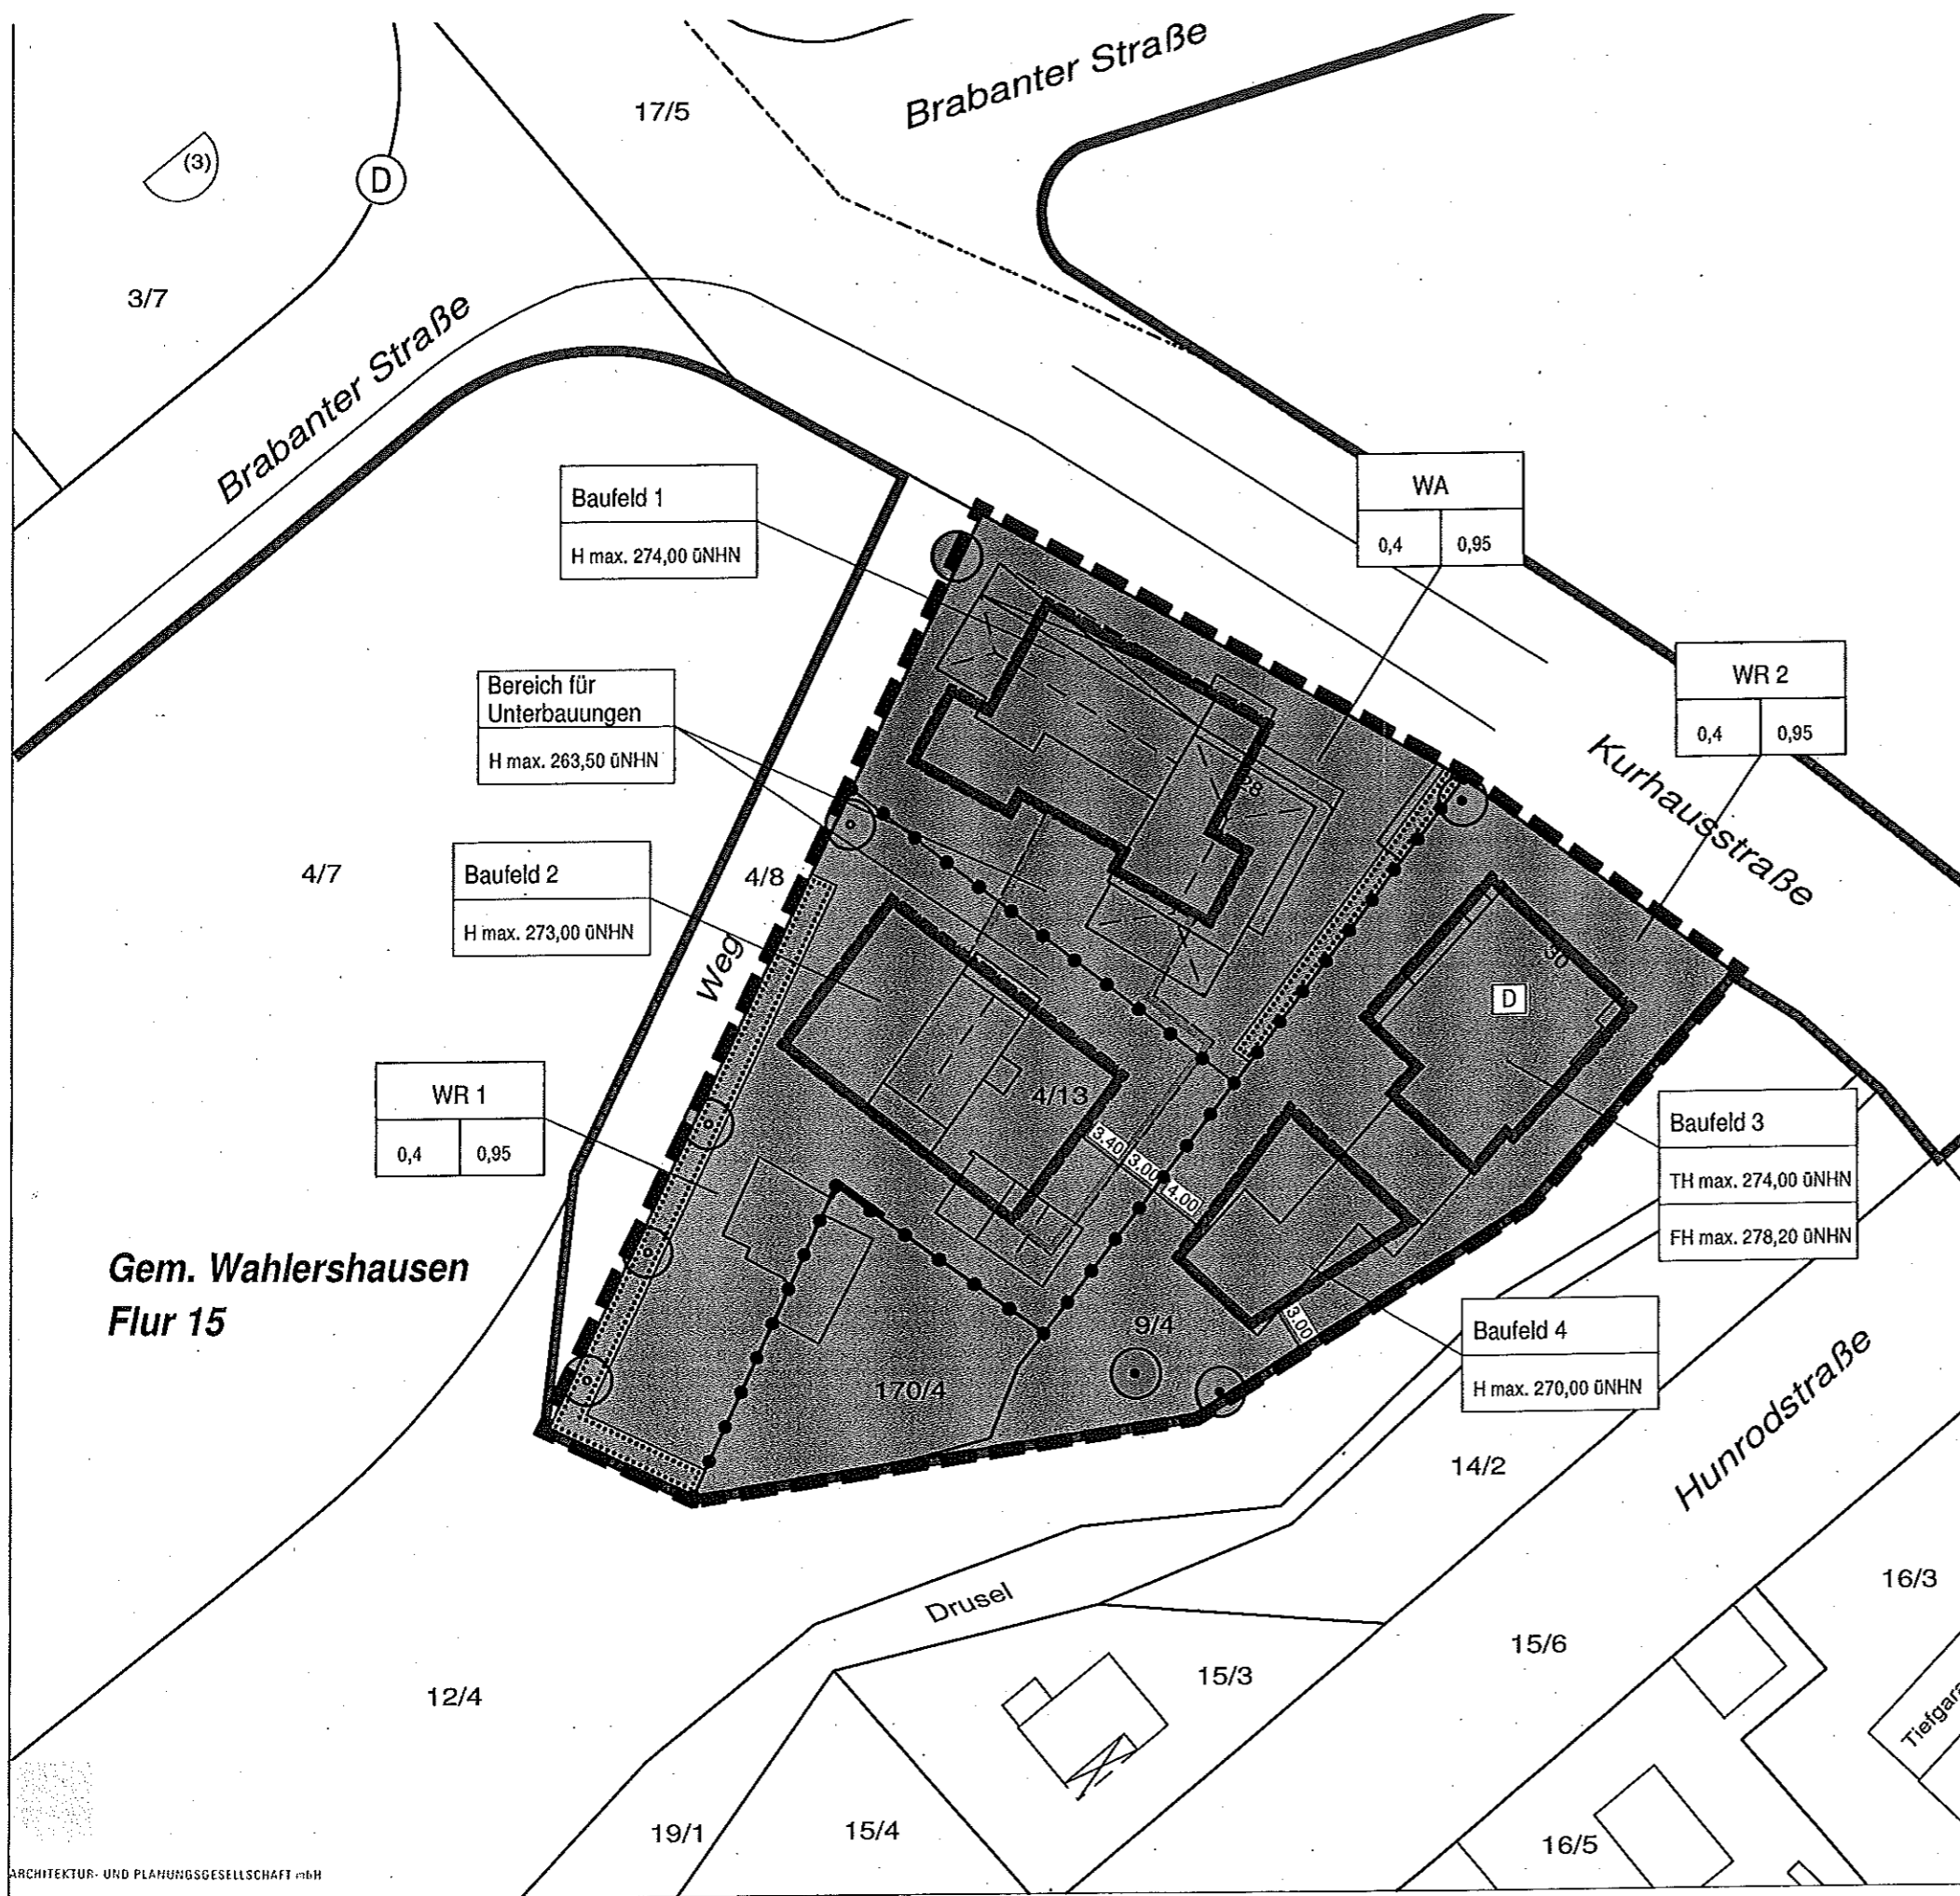 Brabanter Straße
17/5
(3)
D
3/7
Brabanter Straße
Baufeld 1
H max. 274,00 üNHN
WA
0,4 0,95
WR 2
0,4 0,95
Bereich für
Unterbauungen
H max. 263,50 üNHN
Kurhausstraße
28
Baufeld 2
H max. 273,00 üNHN
4/7
4/8
Weg
30
D
4/13
WR 1
0,4 0,95
3.40
3.00
4.00
Baufeld 3
TH max. 274,00 üNHN
FH max. 278,20 üNHN
Gem. Wahlershausen
Flur 15
9/4
3.00
Baufeld 4
H max. 270,00 üNHN
170/4
14/2
Hunrodstraße
Drusel
16/3
15/6
15/3
12/4
Tiefgara
19/1
15/4
16/5
ARCHITEKTUR- UND PLANUNGSGESELLSCHAFT mbH